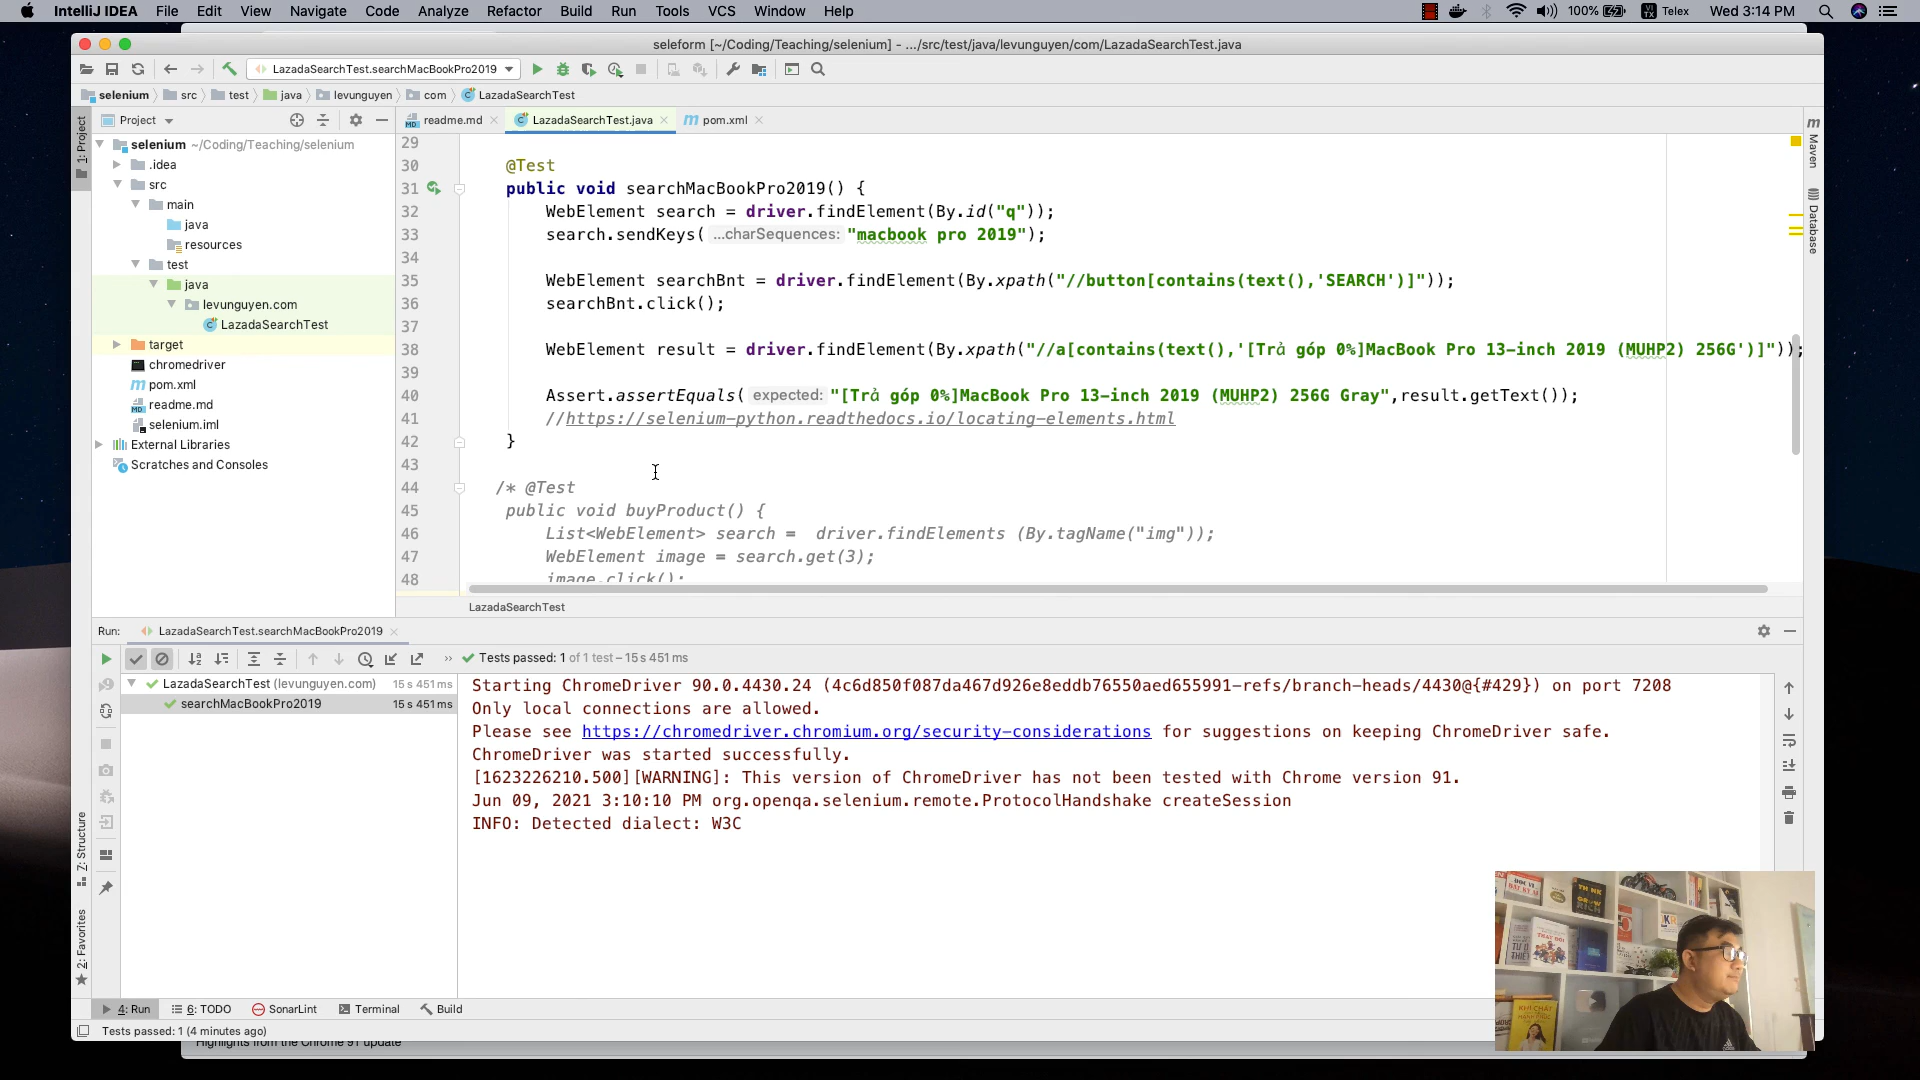 IntelliJ IDEA File Edit View Navigate Code Analyze Refactor Build Run Tools VCS Window Help
100% VI TX Telex Wed 3:14 PM
seleform [~/Coding/Teaching/selenium] - .../src/test/java/levunguyen/com/LazadaSearchTest.java
LazadaSearchTest.searchMacBookPro2019
selenium src test java levunguyen com LazadaSearchTest
Project
readme.md LazadaSearchTest.java pom.xml
1: Project
Maven
Database
selenium ~/Coding/Teaching/selenium
.idea
src
main
java
resources
test
java
levunguyen.com
LazadaSearchTest
target
chromedriver
pom.xml
readme.md
selenium.iml
External Libraries
Scratches and Consoles
29
30 @Test
31 public void searchMacBookPro2019() {
32 WebElement search = driver.findElement(By.id("q"));
33 search.sendKeys( ...charSequences: "macbook pro 2019");
34
35 WebElement searchBnt = driver.findElement(By.xpath("//button[contains(text(),'SEARCH')]"));
36 searchBnt.click();
37
38 WebElement result = driver.findElement(By.xpath("//a[contains(text(),'[Trả góp 0%]MacBook Pro 13-inch 2019 (MUHP2) 256G')]"));
39
40 Assert.assertEquals( expected: "[Trả góp 0%]MacBook Pro 13-inch 2019 (MUHP2) 256G Gray",result.getText());
41 //https://selenium-python.readthedocs.io/locating-elements.html
42 }
43
44 /* @Test
45 public void buyProduct() {
46 List<WebElement> search =  driver.findElements (By.tagName("img"));
47 WebElement image = search.get(3);
48 image.click();
LazadaSearchTest
Run: LazadaSearchTest.searchMacBookPro2019
Tests passed: 1 of 1 test – 15 s 451 ms
LazadaSearchTest (levunguyen.com) 15 s 451 ms
searchMacBookPro2019 15 s 451 ms
Starting ChromeDriver 90.0.4430.24 (4c6d850f087da467d926e8eddb76550aed655991-refs/branch-heads/4430@{#429}) on port 7208
Only local connections are allowed.
Please see https://chromedriver.chromium.org/security-considerations for suggestions on keeping ChromeDriver safe.
ChromeDriver was started successfully.
[1623226210.500][WARNING]: This version of ChromeDriver has not been tested with Chrome version 91.
Jun 09, 2021 3:10:10 PM org.openqa.selenium.remote.ProtocolHandshake createSession
INFO: Detected dialect: W3C
Z: Structure
2: Favorites
4: Run 6: TODO SonarLint Terminal Build
Tests passed: 1 (4 minutes ago)
Highlights from the Chrome 91 update